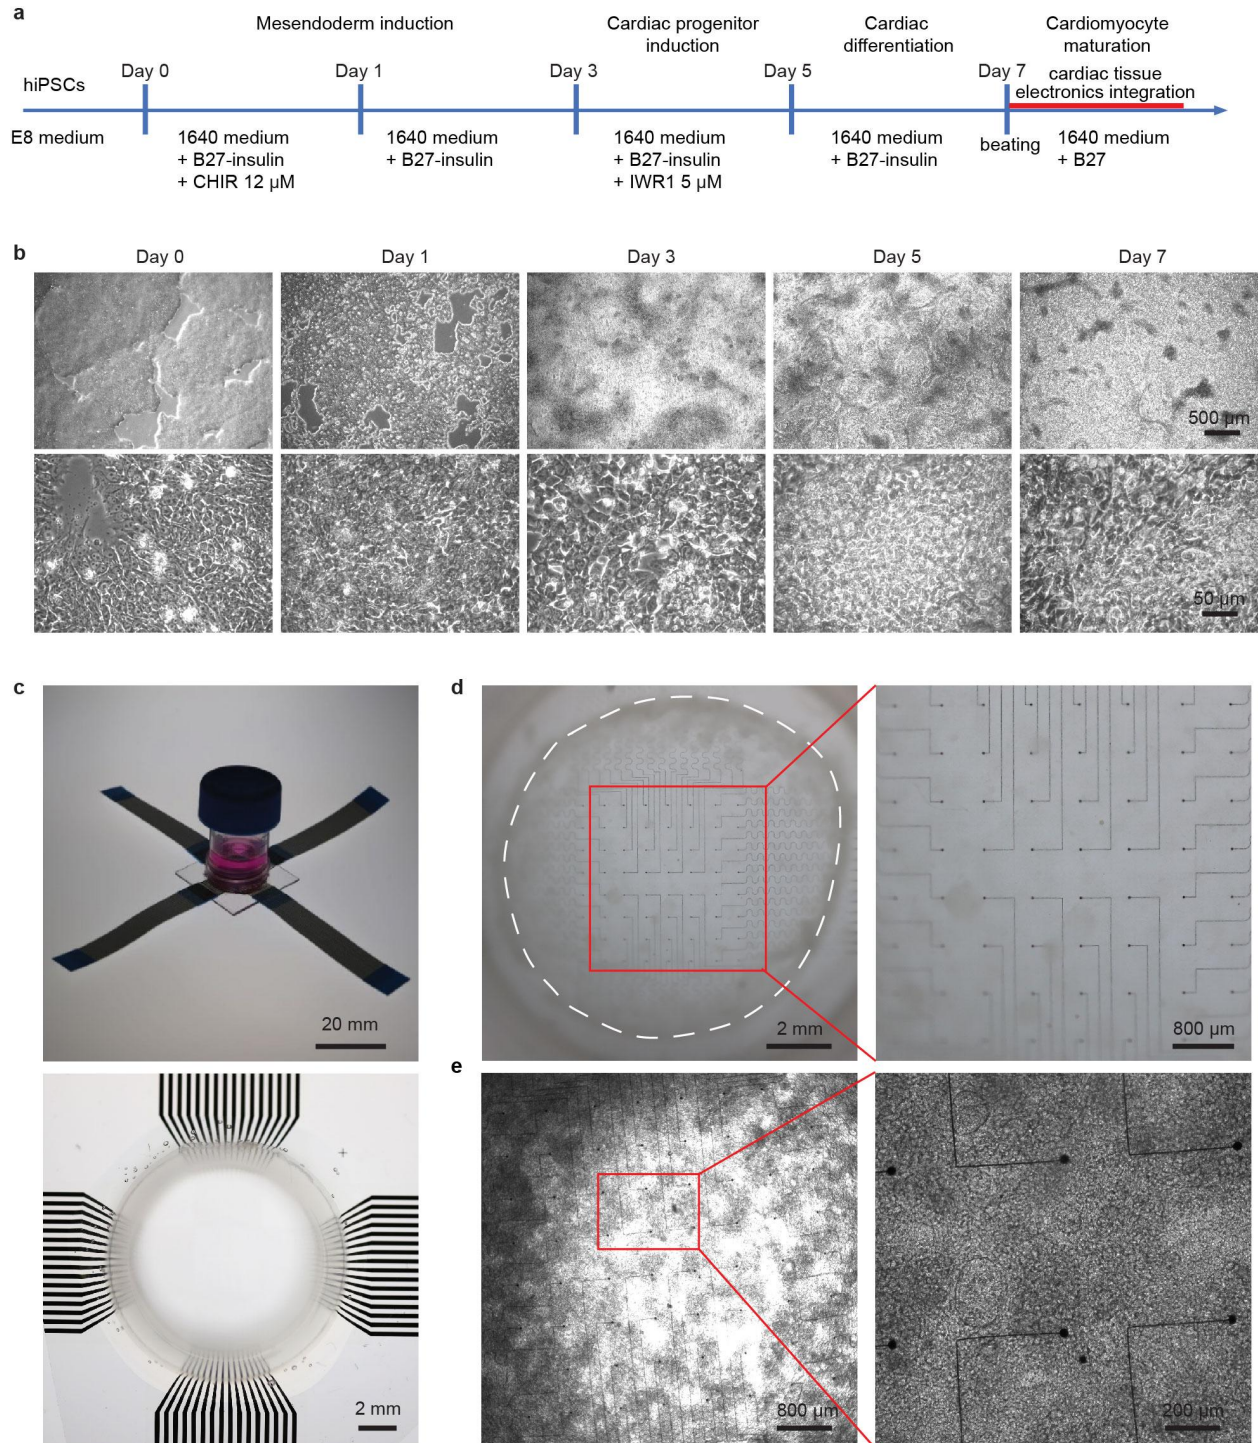 a
Mesendoderm induction
Cardiac progenitor
induction
Cardiac
differentiation
Cardiomyocyte
maturation
hiPSCs
Day 0
Day 1
Day 3
Day 5
Day 7
cardiac tissue
electronics integration
E8 medium
1640 medium
+ B27-insulin
+ CHIR 12 µM
1640 medium
+ B27-insulin
1640 medium
+ B27-insulin
+ IWR1 5 µM
1640 medium
+ B27-insulin
beating
1640 medium
+ B27
b
Day 0
Day 1
Day 3
Day 5
Day 7
500 µm
50 µm
c
20 mm
2 mm
d
2 mm
800 µm
e
800 µm
200 µm